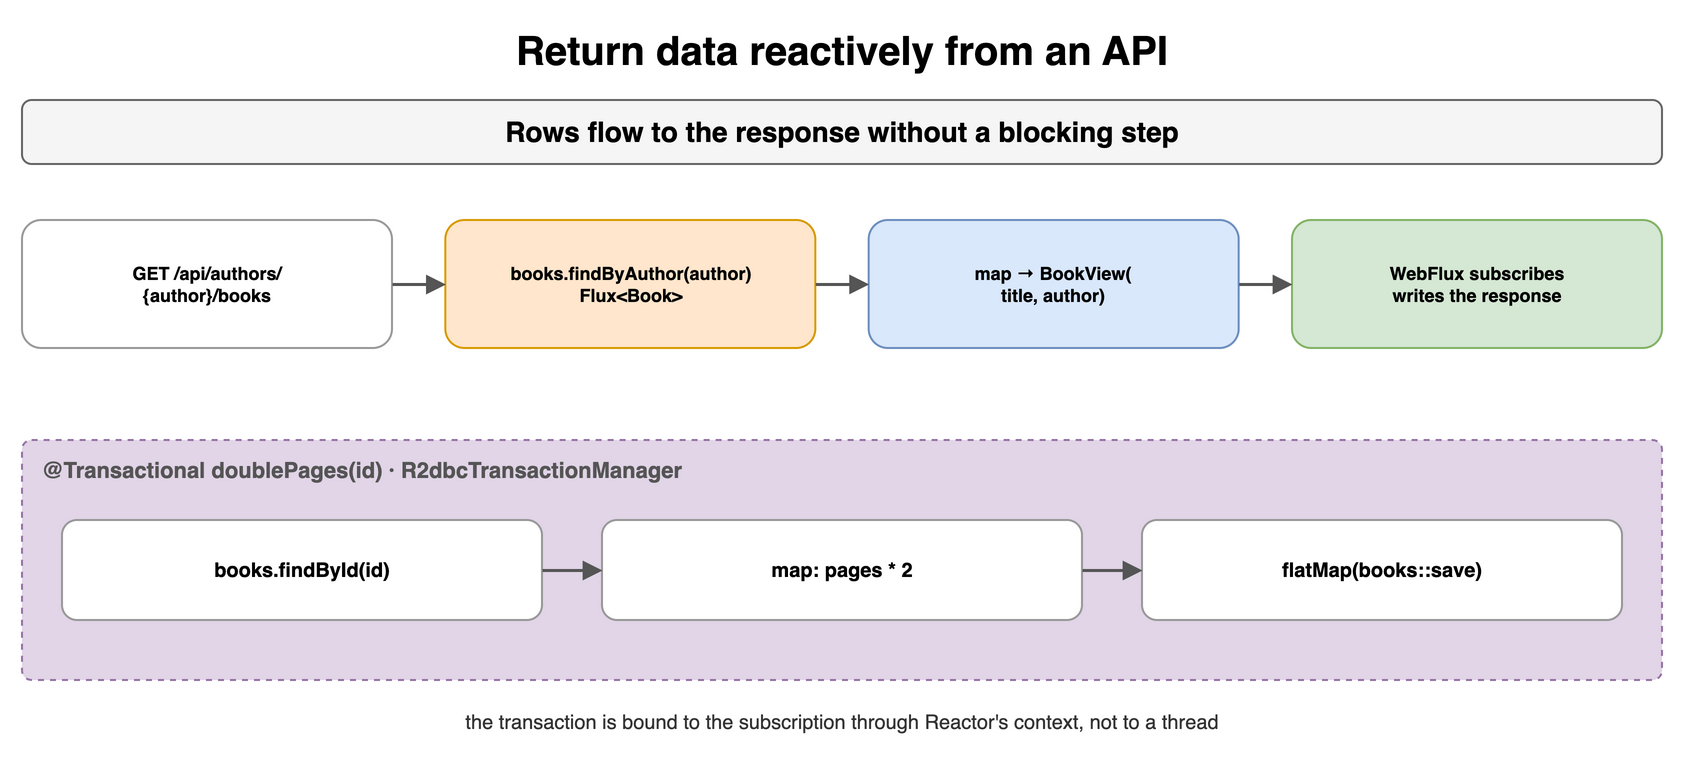 Return data reactively from an API
Rows flow to the response without a blocking step
GET /api/authors/
{author}/books
books.findByAuthor(author)
Flux<Book>
map → BookView(
title, author)
WebFlux subscribes
writes the response
@Transactional doublePages(id) · R2dbcTransactionManager
books.findById(id)
map: pages * 2
flatMap(books::save)
the transaction is bound to the subscription through Reactor's context, not to a thread